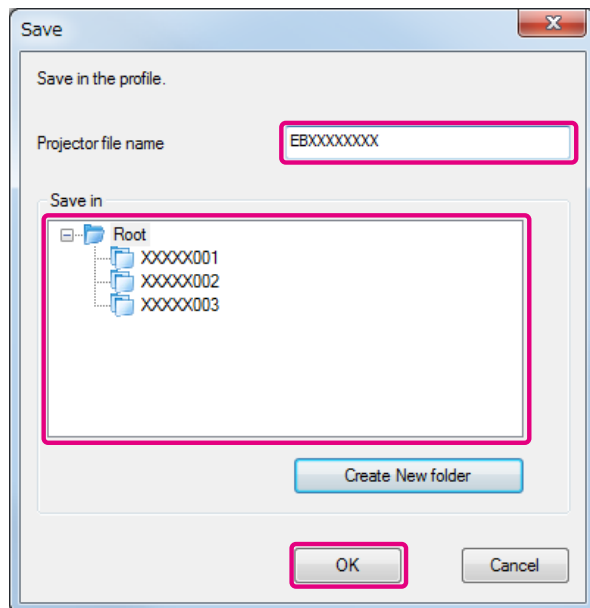 Save
Save in the profile.
Projector file name EBXXXXXXXX
Save in
Root
XXXXX001
XXXXX002
XXXXX003
Create New folder
OK Cancel